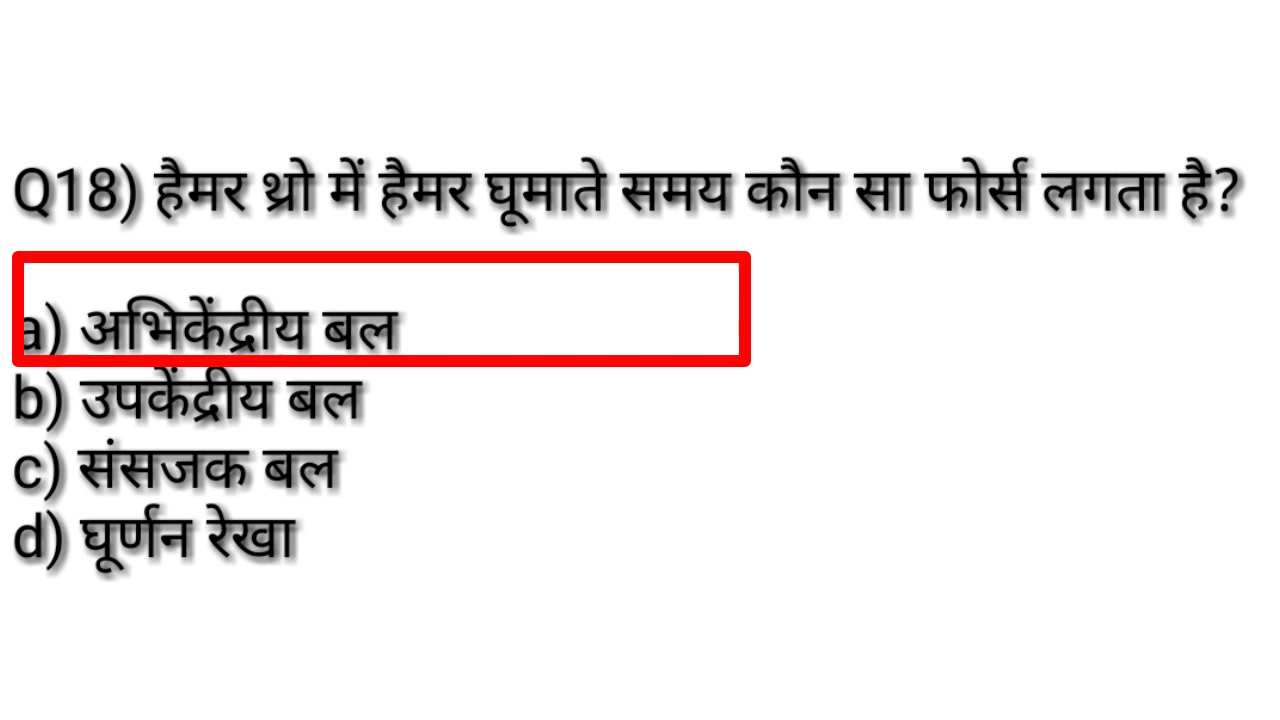 Q18) हैमर थ्रो में हैमर घूमाते समय कौन सा फोर्स लगता है?
a) अभिकेंद्रीय बल
b) उपकेंद्रीय बल
c) संसजक बल
d) घूर्णन रेखा